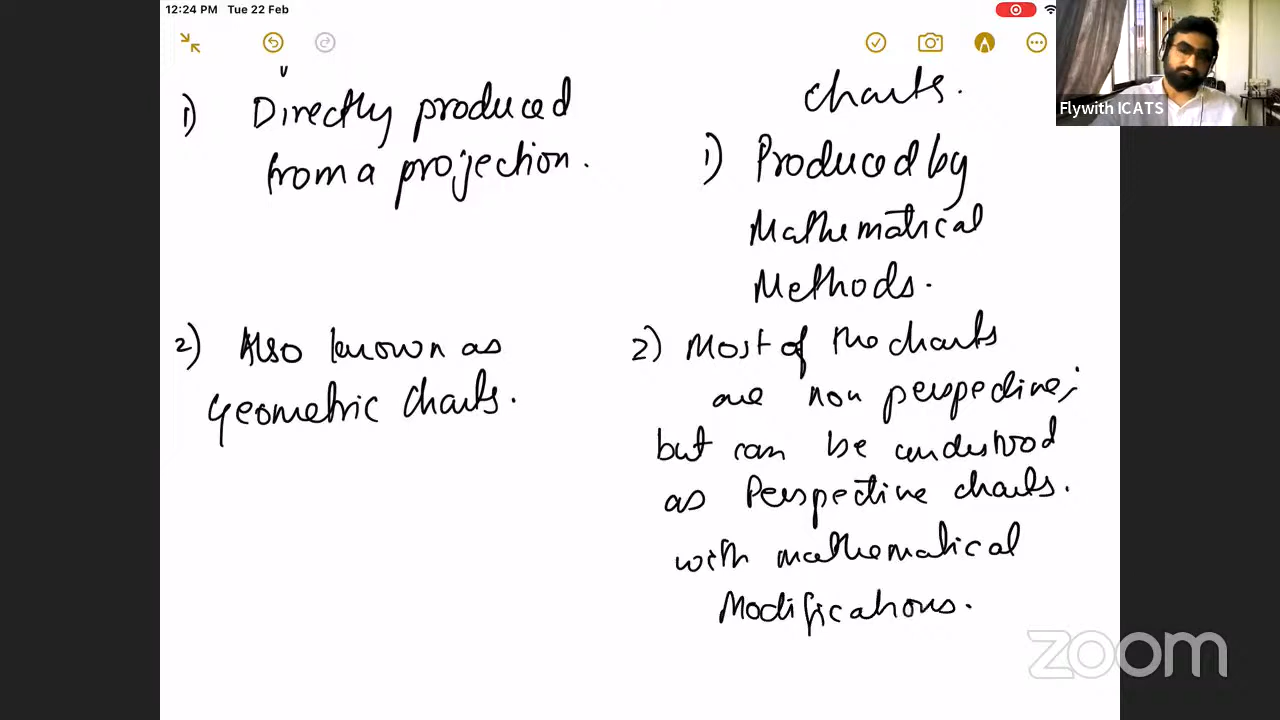 12:24 PM Tue 22 Feb
Flywith ICATS
1) Directly produced
from a projection.
2) Also known as
Geometric charts.
charts.
1) Produced by
Mathematical
Methods.
2) Most of the charts
are non perspective;
but can be understood
as Perspective charts.
with mathematical
Modifications.
zoom